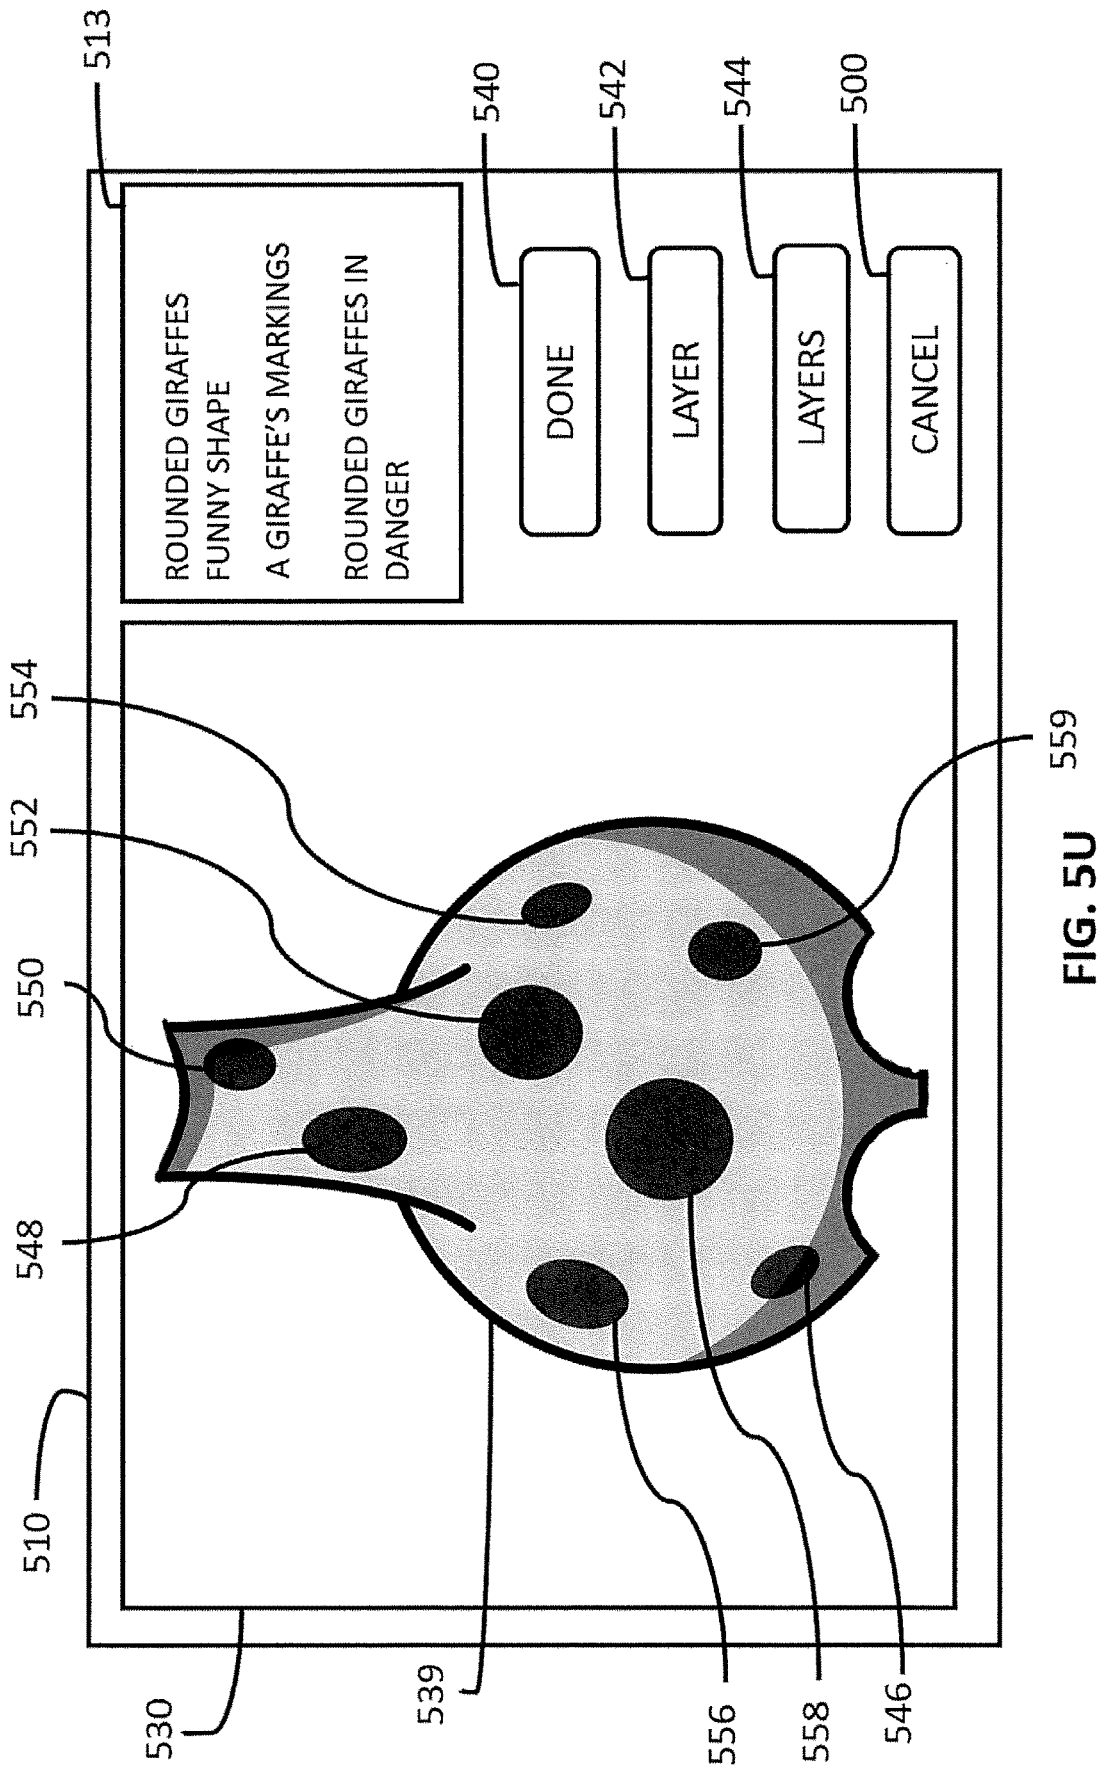 510
550
552
554
513
530
548
ROUNDED GIRAFFES
FUNNY SHAPE
A GIRAFFE'S MARKINGS
ROUNDED GIRAFFES IN
DANGER
539
540
DONE
542
LAYER
544
LAYERS
500
CANCEL
556
558
546
559
FIG. 5U